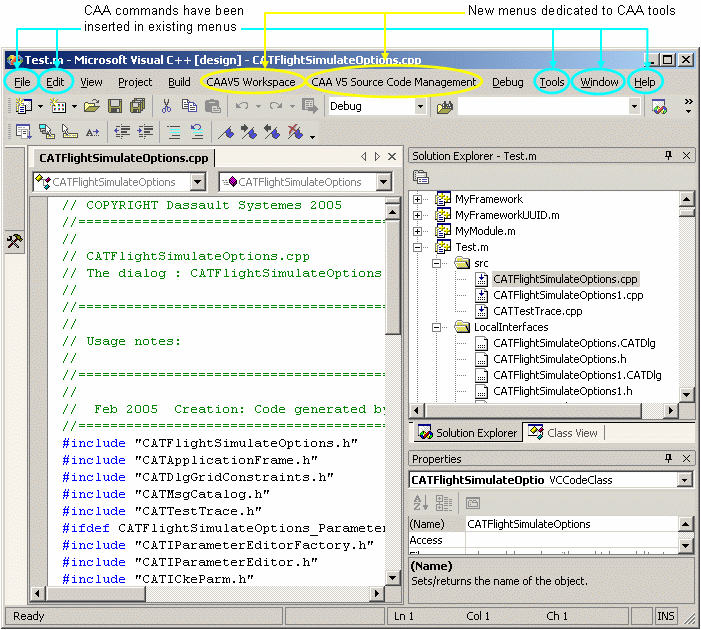 CAA commands have been
inserted in existing menus
New menus dedicated to CAA tools
Test.m - Microsoft Visual C++ [design] - CATFlightSimulateOptions.cpp
File Edit View Project Build CAAV5 Workspace CAA V5 Source Code Management Debug Tools Window Help
Debug
CATFlightSimulateOptions.cpp
CATFlightSimulateOptions CATFlightSimulateOptions
// COPYRIGHT Dassault Systemes 2005
//===================================
//
// CATFlightSimulateOptions.cpp
// The dialog : CATFlightSimulateOptions
//
//===================================
//
// Usage notes:
//
//===================================
//
//  Feb 2005  Creation: Code generated by
//===================================
#include "CATFlightSimulateOptions.h"
#include "CATApplicationFrame.h"
#include "CATDlgGridConstraints.h"
#include "CATMsgCatalog.h"
#include "CATTestTrace.h"
#ifdef CATFlightSimulateOptions_Parameter
#include "CATIParameterEditorFactory.h"
#include "CATIParameterEditor.h"
#include "CATICkeParm.h"
Solution Explorer - Test.m
MyFramework
MyFrameworkUUID.m
MyModule.m
Test.m
src
CATFlightSimulateOptions.cpp
CATFlightSimulateOptions1.cpp
CATTestTrace.cpp
LocalInterfaces
CATFlightSimulateOptions.CATDlg
CATFlightSimulateOptions.h
CATFlightSimulateOptions1.CATDlg
CATFlightSimulateOptions1.h
Solution Explorer Class View
Properties
CATFlightSimulateOptio VCCodeClass
(Name) CATFlightSimulateOptions
Access
(Name)
Sets/returns the name of the object.
Ready Ln 1 Col 1 Ch 1 INS